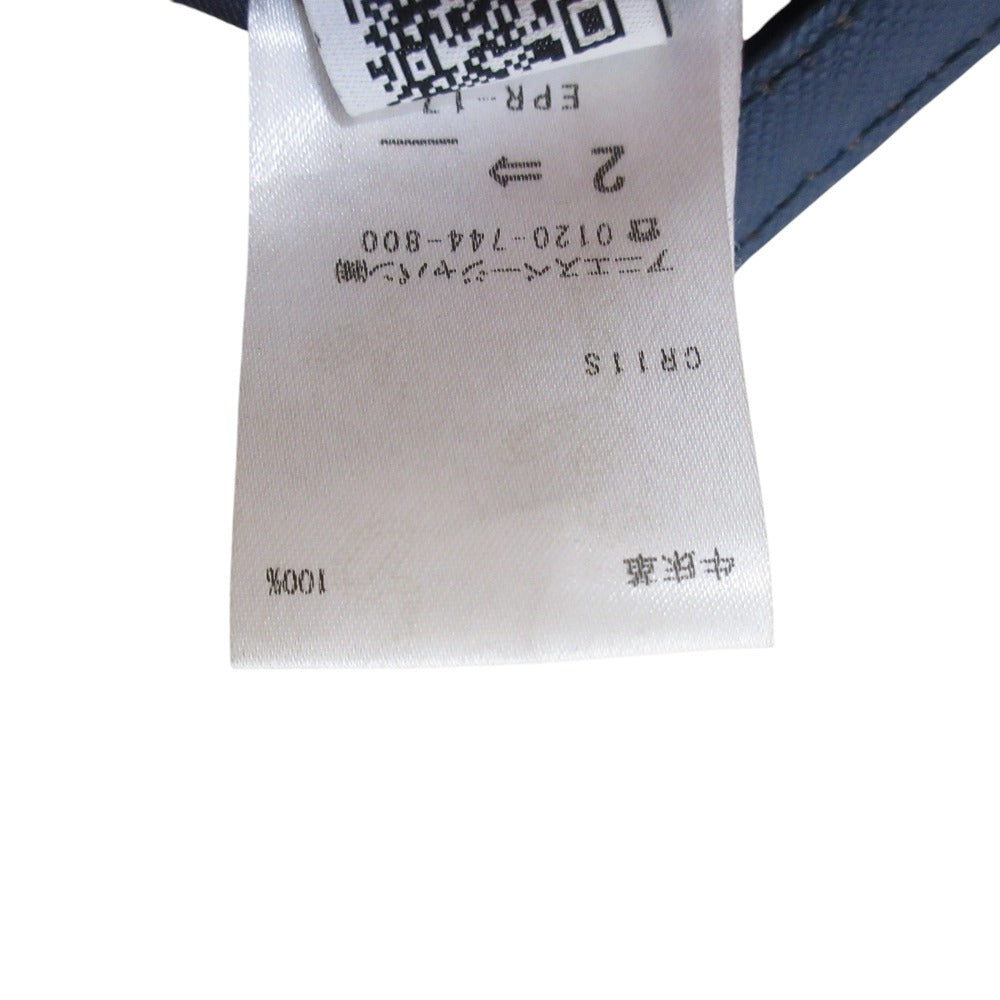 牛床革 100%
CR11S
アニエスベージャパン㈱
☎0120-744-800
2 ⇒
EPR-17